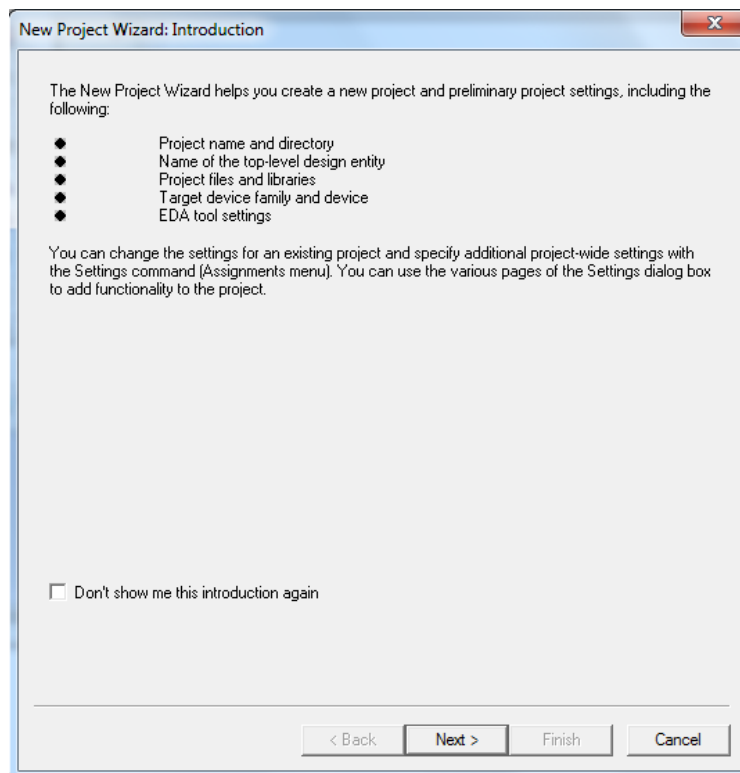 New Project Wizard: Introduction
The New Project Wizard helps you create a new project and preliminary project settings, including the
following:
Project name and directory
Name of the top-level design entity
Project files and libraries
Target device family and device
EDA tool settings
You can change the settings for an existing project and specify additional project-wide settings with
the Settings command (Assignments menu). You can use the various pages of the Settings dialog box
to add functionality to the project.
Don't show me this introduction again
< Back Next > Finish Cancel